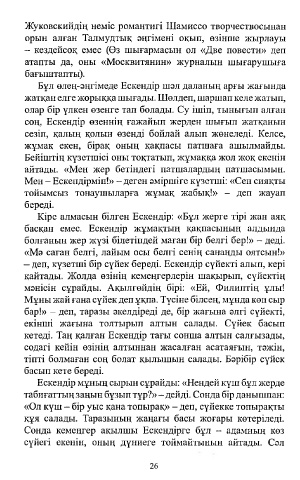 Жуковскийдің неміс романтигі Шамиссо творчествосынан
орын алған Талмудтық әңгімені оқып, өзінше жырлауы
– кездейсоқ емес (Өз шығармасын ол «Две повести» деп
атапты да, оны «Москвитянин» журналын шығарушыға
бағыштапты).
Бұл өлең-әңгімеде Ескендір шөл даланың арғы жағында
жатқан елге жорыққа шығады. Шөлдеп, шаршап келе жатып,
олар бір үлкен өзенге тап болады. Су ішіп, тынығып алған
соң, Ескендір өзеннің ғажайып жерден шығып жатқанын
сезіп, қалың қолын өзенді бойлай алып жөнеледі. Келсе,
жұмақ екен, бірақ оның қақпасы патшаға ашылмайды.
Бейіштің күзетшісі оны тоқтатып, жұмаққа жол жоқ екенін
айтады. «Мен жер бетіндегі патшалардың патшасымын.
Мен – Ескендірмін!» – деген әміршіге күзетші: «Сен сияқты
тойымсыз тонаушыларға жұмақ жабық!» – деп жауап
береді.
Кіре алмасын білген Ескендір: «Бұл жерге тірі жан аяқ
басқан емес. Ескендір жұмақтың қақпасының алдында
болғанын жер жүзі білетіндей маған бір белгі бер!» – деді.
«Мә саған белгі, лайым осы белгі сенің санаңды оятсын!»
– деп, күзетші бір сүйек береді. Ескендір сүйекті алып, кері
қайтады. Жолда өзінің кемеңгерлерін шақырып, сүйектің
мәнісін сұрайды. Ақылгөйдің бірі: «Ей, Филиптің ұлы!
Мұны жай ғана сүйек деп ұқпа. Түсіне білсең, мұнда көп сыр
бар!» – деп, таразы әкелдіреді де, бір жағына әлгі сүйекті,
екінші жағына толтырып алтын салады. Сүйек басып
кетеді. Таң қалған Ескендір тағы сонша алтын салғызады,
содағі кейін өзінің алтыннан жасалған асатаяғын, тәжін,
тіпті болмаған соң болат қылышын салады. Бәрібір сүйек
басып кете береді.
Ескендір мұның сырын сұрайды: «Нендей күш бұл жерде
табиғаттың заңын бұзып тұр?» – дейді. Сонда бір данышпан:
«Ол күш – бір уыс қана топырақ» – деп, сүйекке топырақты
құя салады. Таразының жаңағы басы жоғары көтеріледі.
Сонда кемеңгер ақылшы Ескендірге бұл – адамның көз
сүйегі екенін, оның дүниеге тоймайтынын айтады. Сәл
26